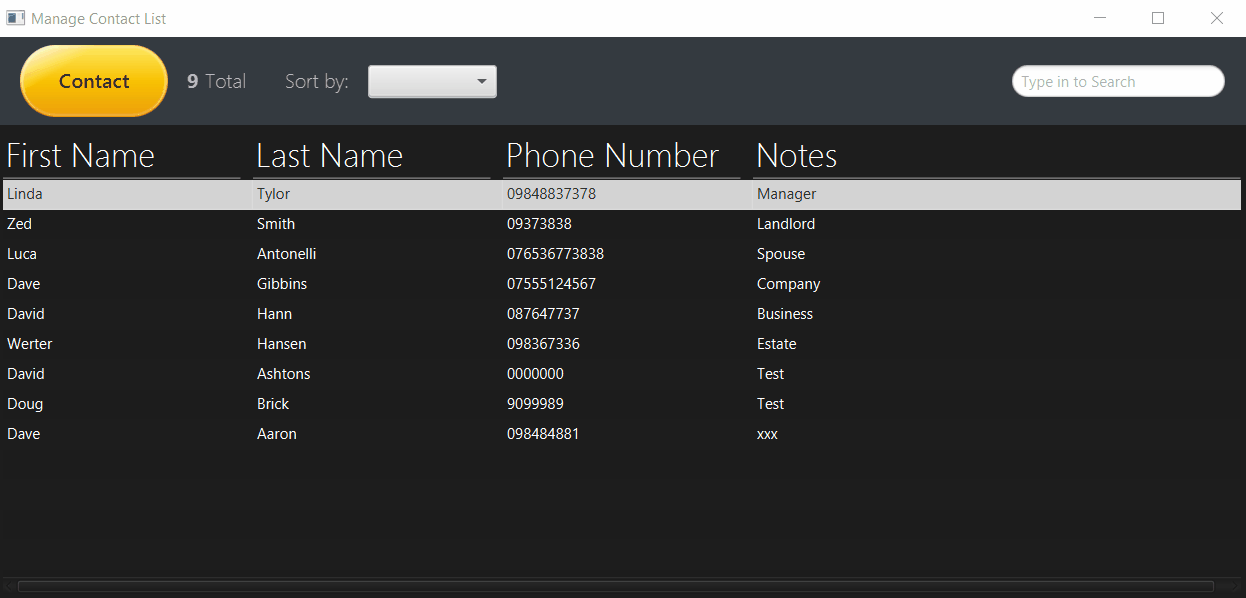 Manage Contact List
Contact 9 Total Sort by: Type in to Search
First Name Last Name Phone Number Notes
Linda Tylor 09848837378 Manager
Zed Smith 09373838 Landlord
Luca Antonelli 076536773838 Spouse
Dave Gibbins 07555124567 Company
David Hann 087647737 Business
Werter Hansen 098367336 Estate
David Ashtons 0000000 Test
Doug Brick 9099989 Test
Dave Aaron 098484881 xxx